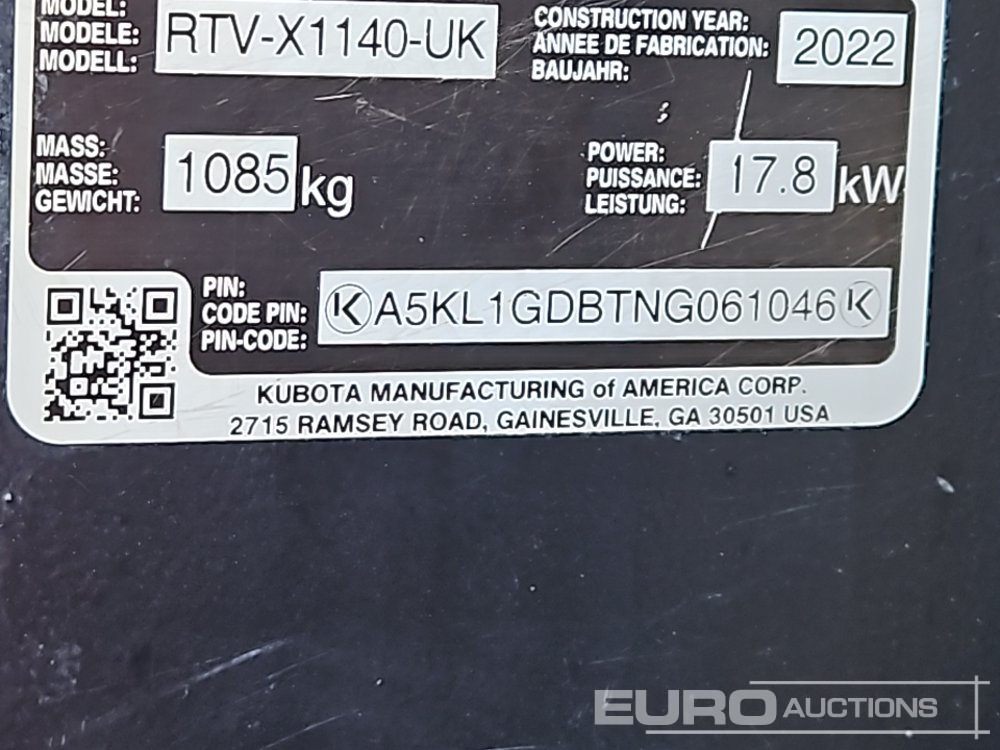 MODEL:
MODELE:
MODELL:
RTV-X1140-UK
CONSTRUCTION YEAR:
ANNEE DE FABRICATION:
BAUJAHR:
2022
MASS:
MASSE:
GEWICHT:
1085 kg
POWER:
PUISSANCE:
LEISTUNG:
17.8 kW
PIN:
CODE PIN:
PIN-CODE:
K A5KL1GDBTNG061046 K
KUBOTA MANUFACTURING of AMERICA CORP.
2715 RAMSEY ROAD, GAINESVILLE, GA 30501 USA
EURO AUCTIONS